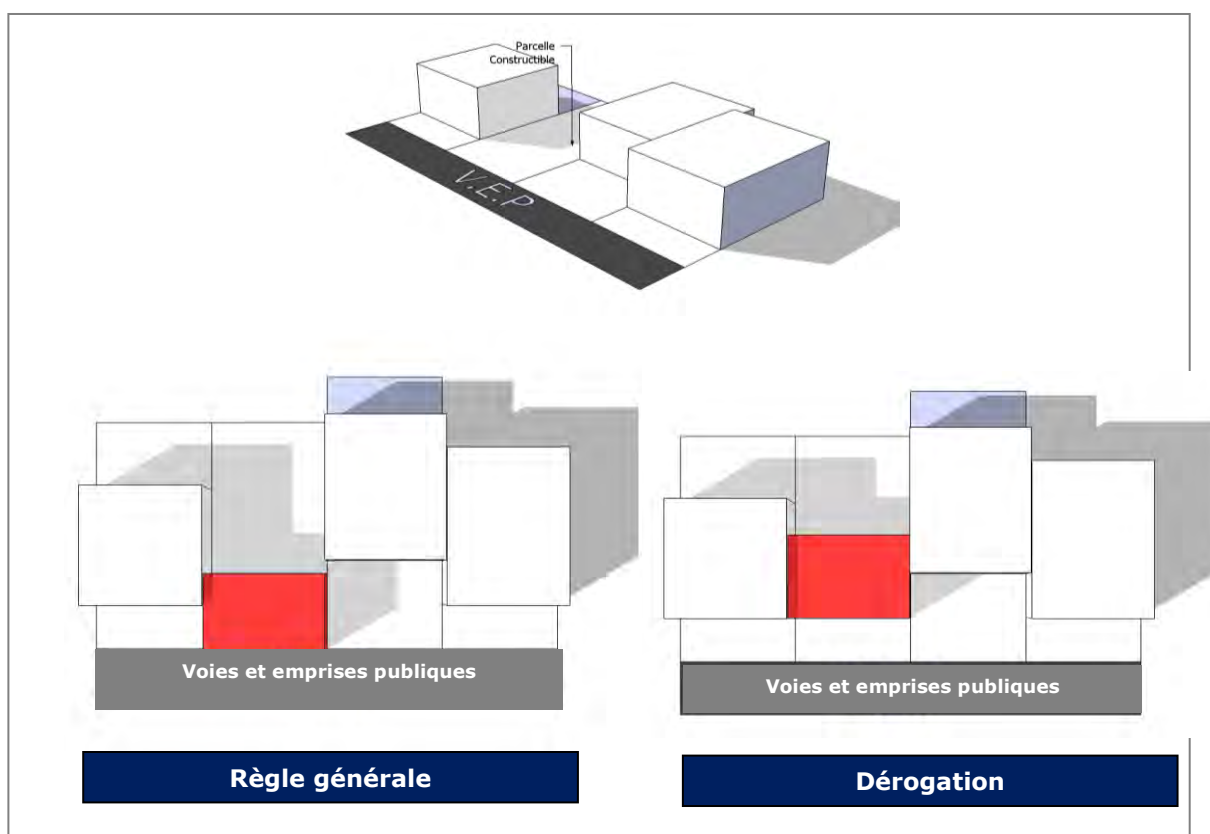 Parcelle
Constructible
V.E.P
Voies et emprises publiques
Voies et emprises publiques
Règle générale
Dérogation